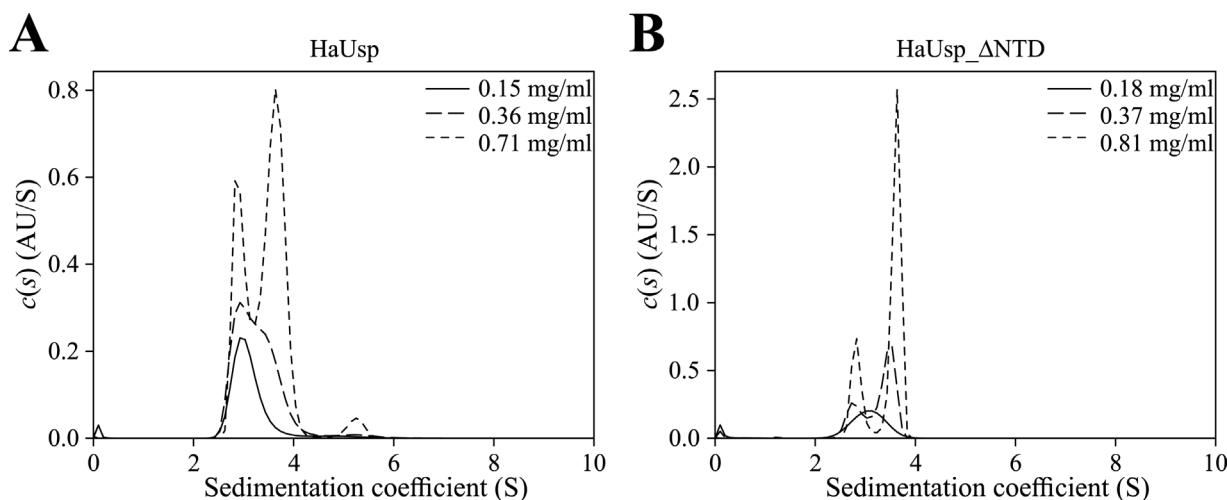 A
HaUsp
0.15 mg/ml
0.36 mg/ml
0.71 mg/ml
c(s) (AU/S)
0.8
0.6
0.4
0.2
0.0
0 2 4 6 8 10
Sedimentation coefficient (S)
B
HaUsp_ΔNTD
0.18 mg/ml
0.37 mg/ml
0.81 mg/ml
c(s) (AU/S)
2.5
2.0
1.5
1.0
0.5
0.0
0 2 4 6 8 10
Sedimentation coefficient (S)